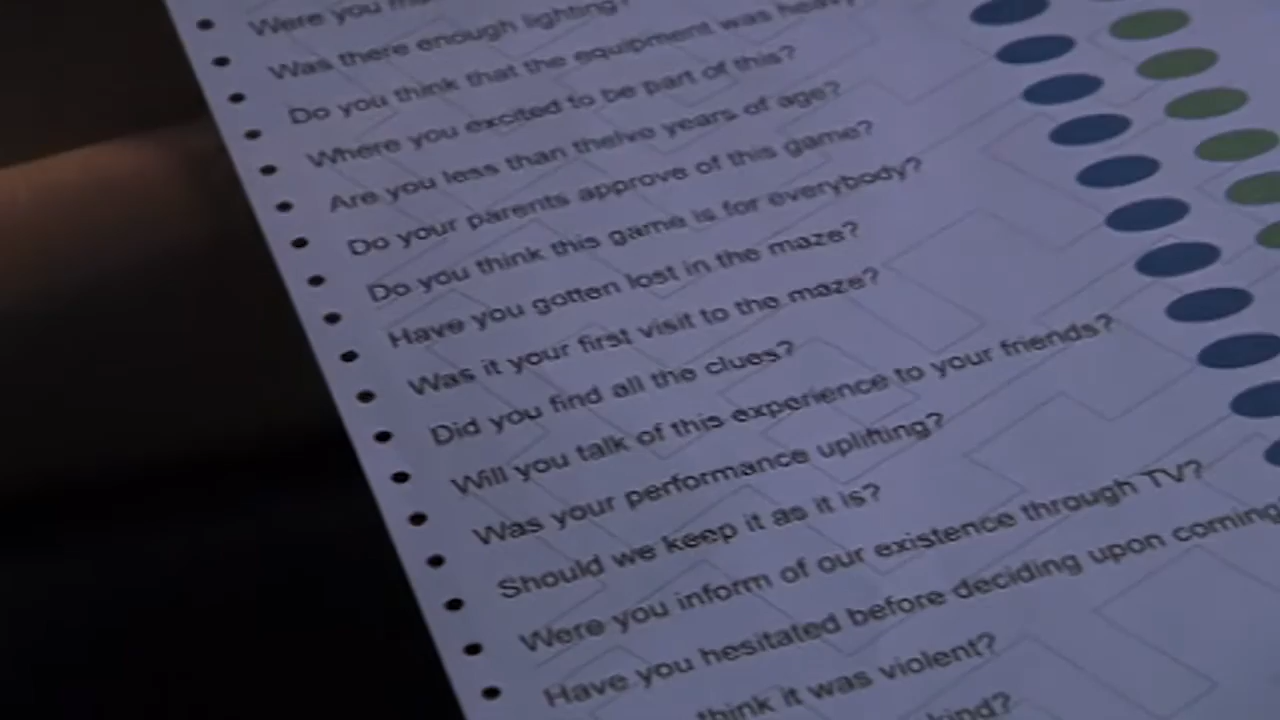 Were you
Was there enough lighting?
Do you think that the equipment was heavy
Where you excited to be part of this?
Are you less than thelve years of age?
Do your parents approve of this game?
Do you think this game is for everybody?
Have you gotten lost in the maze?
Was it your first visit to the maze?
Did you find all the clues?
Will you talk of this experience to your friends?
Was your performance uplifting?
Should we keep it as it is?
Were you inform of our existence through TV?
Have you hesitated before deciding upon coming
think it was violent?
kind?